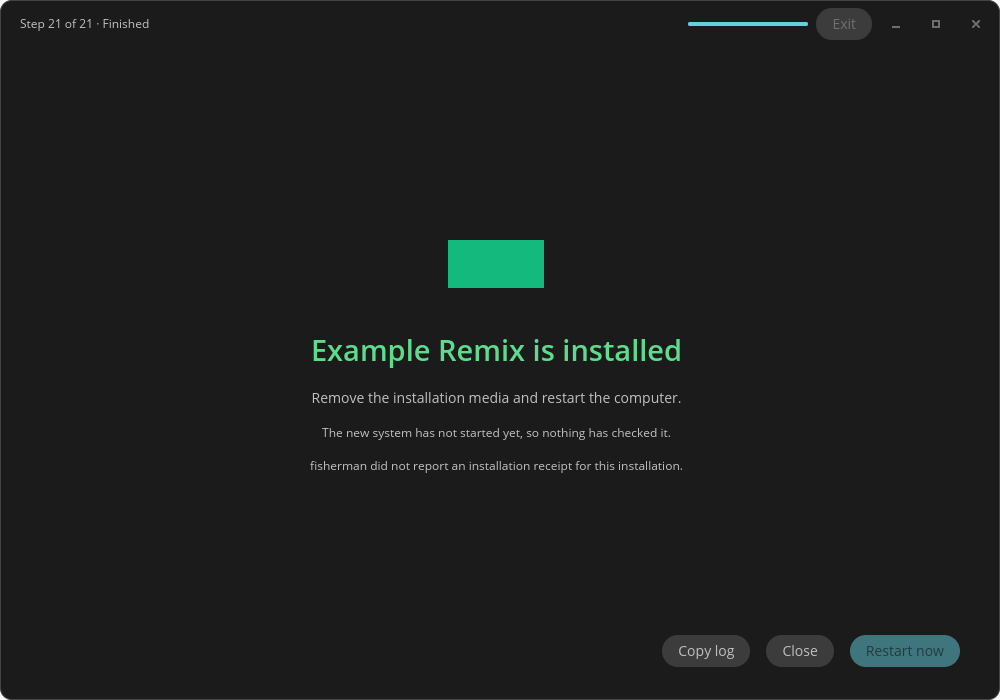 Step 21 of 21 · Finished
Exit
Example Remix is installed
Remove the installation media and restart the computer.
The new system has not started yet, so nothing has checked it.
fisherman did not report an installation receipt for this installation.
Copy log
Close
Restart now